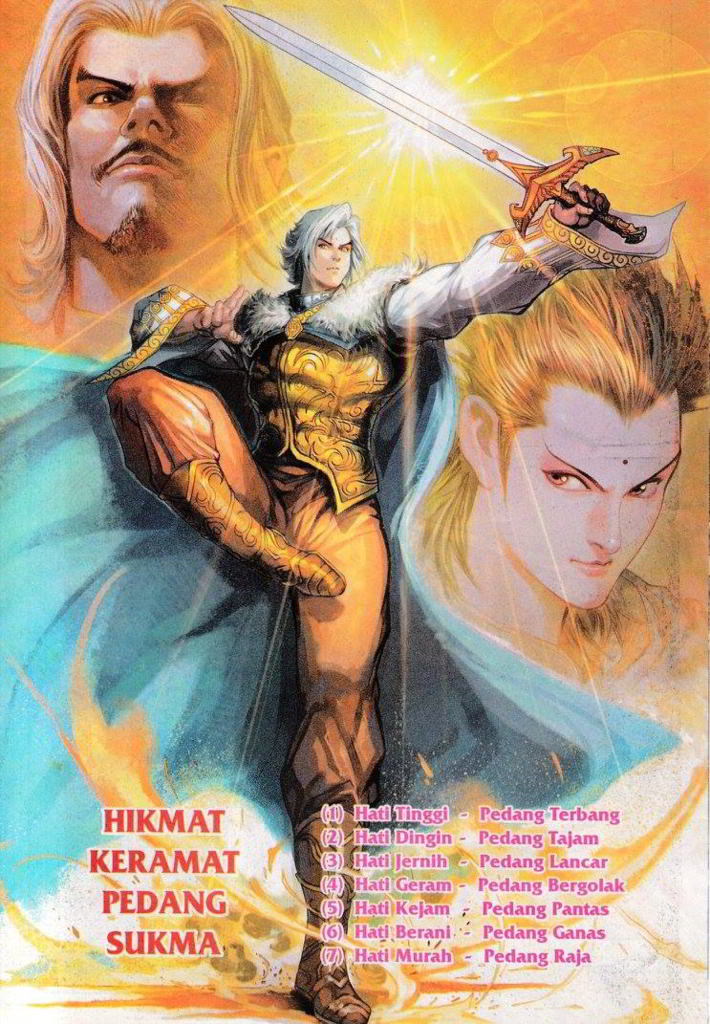 HIKMAT
KERAMAT
PEDANG
SUKMA
(1) Hati Tinggi - Pedang Terbang
(2) Hati Dingin - Pedang Tajam
(3) Hati Jernih - Pedang Lancar
(4) Hati Geram - Pedang Bergolak
(5) Hati Kejam - Pedang Pantas
(6) Hati Berani - Pedang Ganas
(7) Hati Murah - Pedang Raja